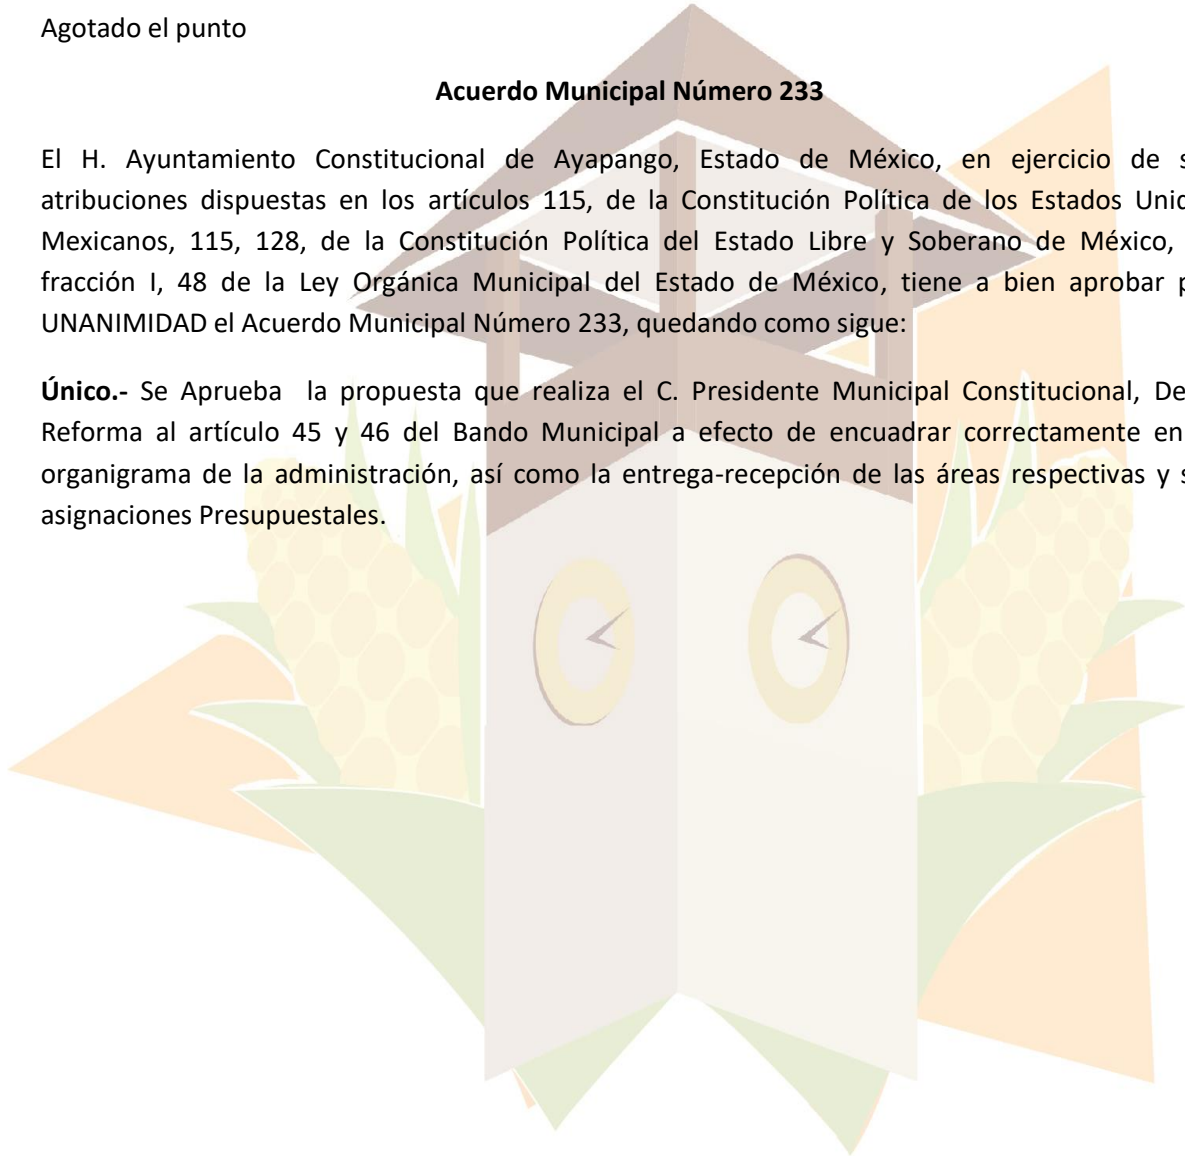 Agotado el punto
Acuerdo Municipal Número 233
El H. Ayuntamiento Constitucional de Ayapango, Estado de México, en ejercicio de s
atribuciones dispuestas en los artículos 115, de la Constitución Política de los Estados Unid
Mexicanos, 115, 128, de la Constitución Política del Estado Libre y Soberano de México,
fracción I, 48 de la Ley Orgánica Municipal del Estado de México, tiene a bien aprobar p
UNANIMIDAD el Acuerdo Municipal Número 233, quedando como sigue:
Único.- Se Aprueba la propuesta que realiza el C. Presidente Municipal Constitucional, De
Reforma al artículo 45 y 46 del Bando Municipal a efecto de encuadrar correctamente en
organigrama de la administración, así como la entrega-recepción de las áreas respectivas y s
asignaciones Presupuestales.